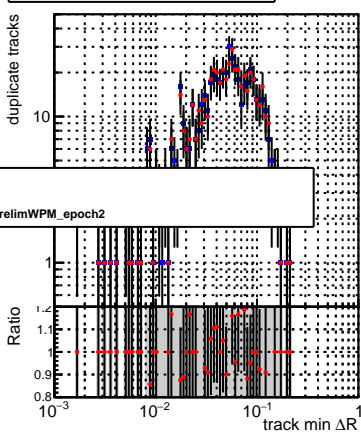 duplicate tracks
10
relimWPM_epoch2
1
Ratio
1.2
1.1
1
0.9
0.8
10⁻³
10⁻²
10⁻¹
1
track min ΔR